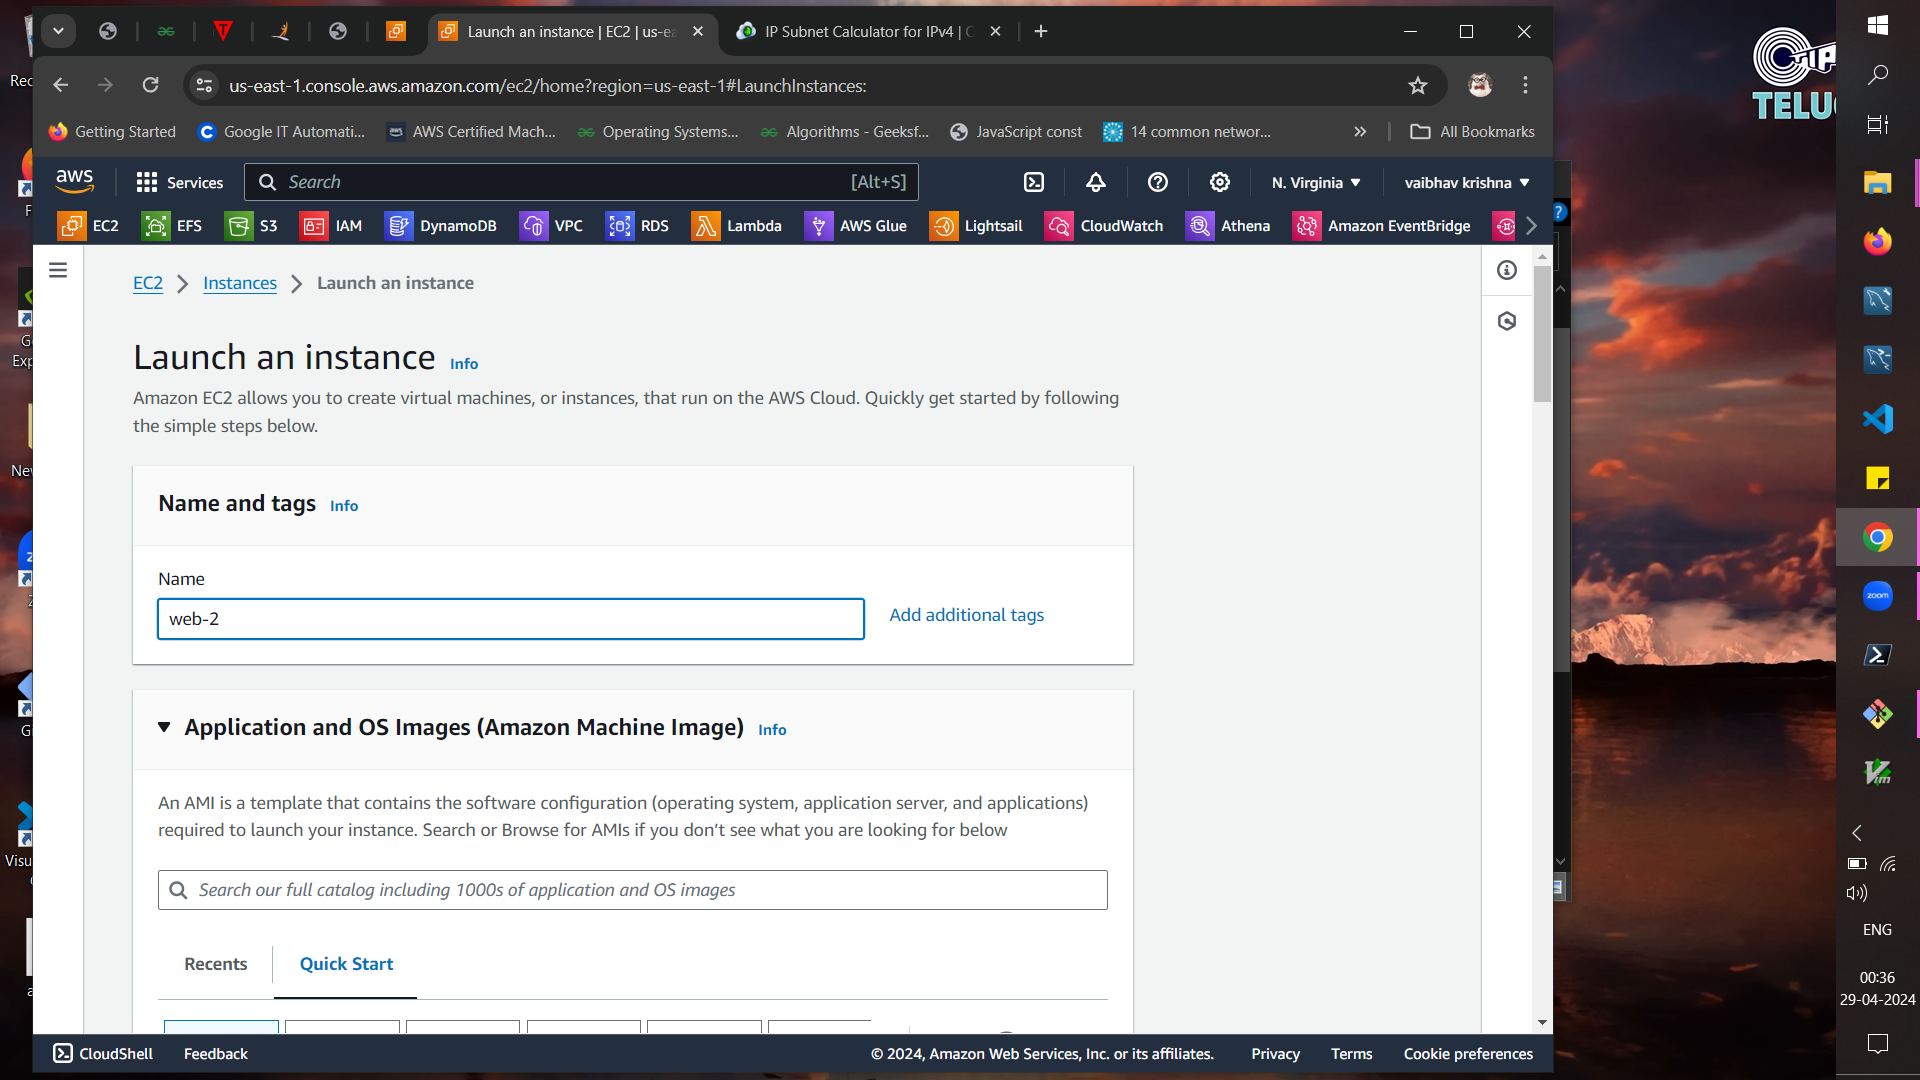 Launch an instance | EC2 | us-ea
IP Subnet Calculator for IPv4 | C
us-east-1.console.aws.amazon.com/ec2/home?region=us-east-1#LaunchInstances:
Getting Started
Google IT Automati...
AWS Certified Mach...
Operating Systems...
Algorithms - Geeksf...
JavaScript const
14 common networ...
All Bookmarks
aws
Services
Search
[Alt+S]
N. Virginia
vaibhav krishna
EC2
EFS
S3
IAM
DynamoDB
VPC
RDS
Lambda
AWS Glue
Lightsail
CloudWatch
Athena
Amazon EventBridge
EC2
Instances
Launch an instance
Launch an instance Info
Amazon EC2 allows you to create virtual machines, or instances, that run on the AWS Cloud. Quickly get started by following
the simple steps below.
Name and tags Info
Name
web-2
Add additional tags
Application and OS Images (Amazon Machine Image) Info
An AMI is a template that contains the software configuration (operating system, application server, and applications)
required to launch your instance. Search or Browse for AMIs if you don’t see what you are looking for below
Search our full catalog including 1000s of application and OS images
Recents
Quick Start
CloudShell
Feedback
© 2024, Amazon Web Services, Inc. or its affiliates.
Privacy
Terms
Cookie preferences
zoom
ENG
00:36
29-04-2024